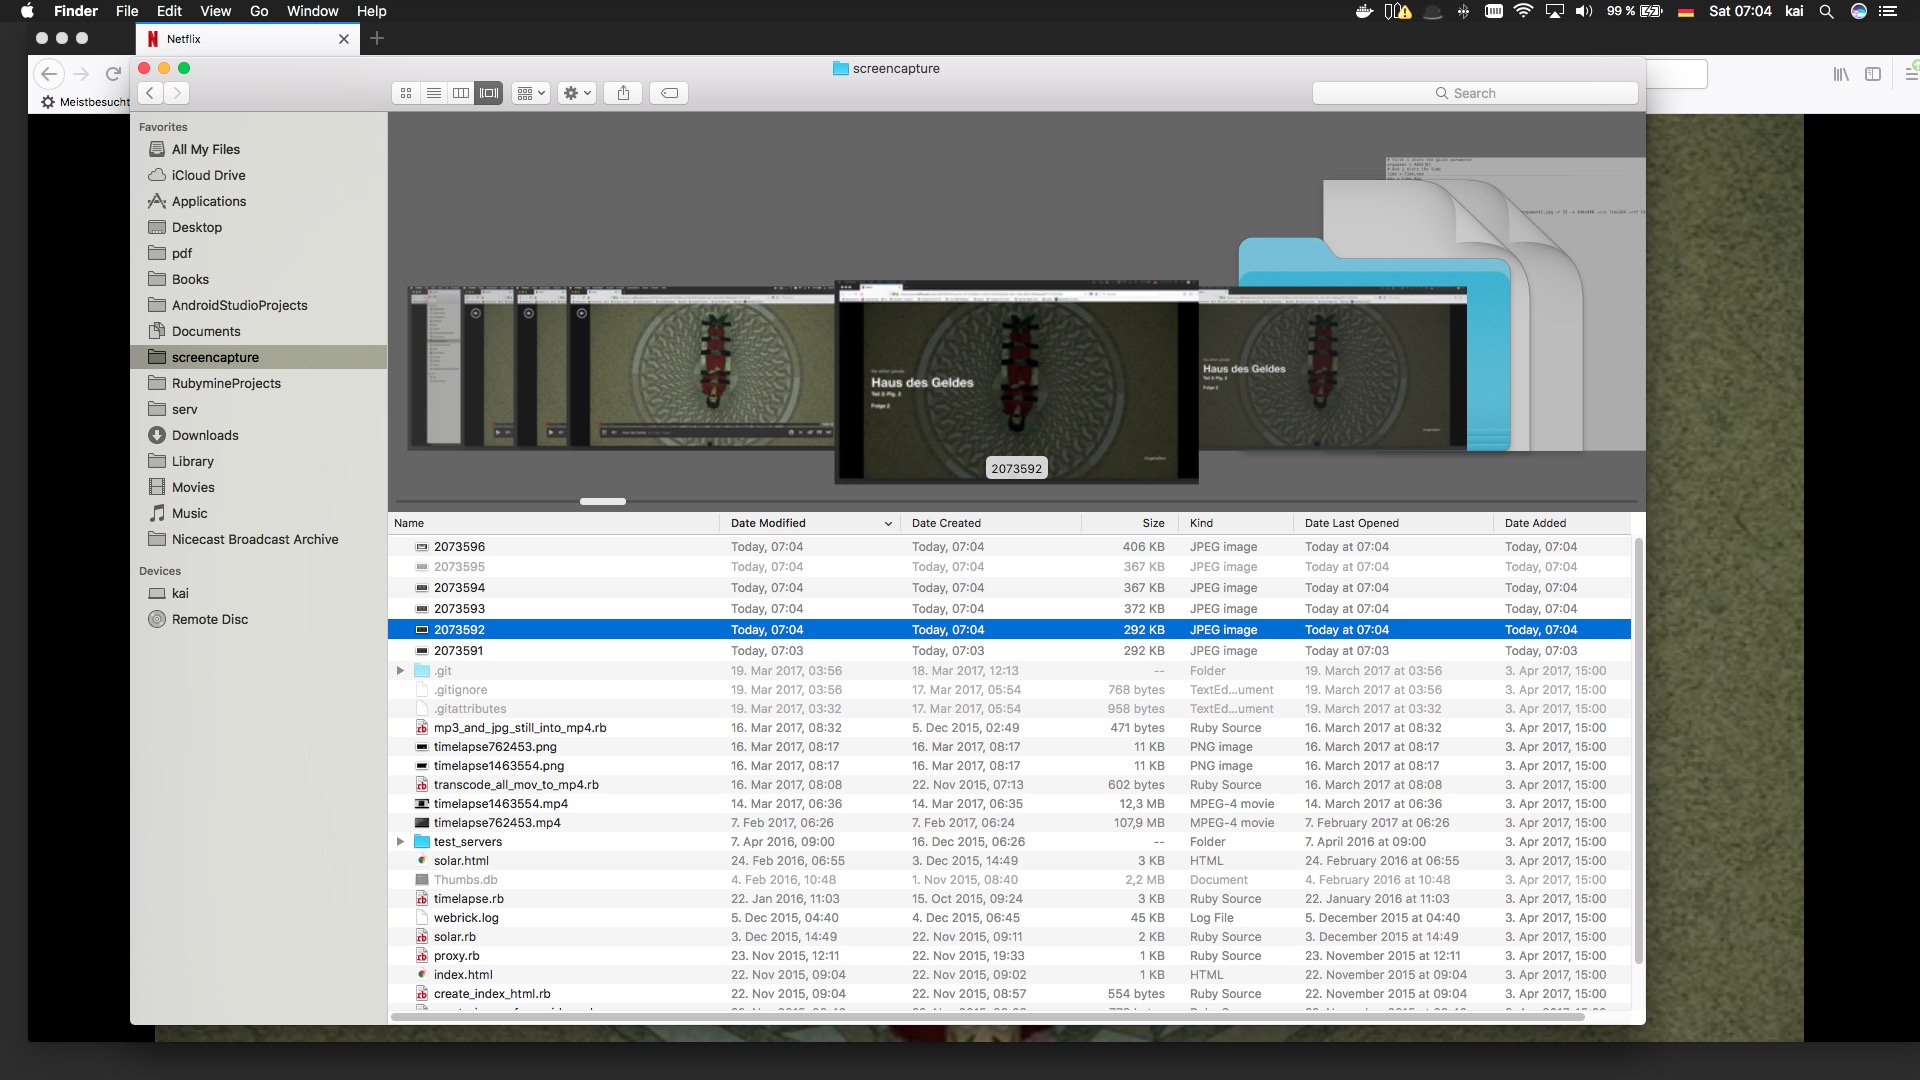 Finder File Edit View Go Window Help
99 % Sat 07:04 kai
Netflix
screencapture
Search
Meistbesucht
Favorites
All My Files
iCloud Drive
Applications
Desktop
pdf
Books
AndroidStudioProjects
Documents
screencapture
RubymineProjects
serv
Downloads
Library
Movies
Music
Nicecast Broadcast Archive
Devices
kai
Remote Disc
Haus des Geldes
Folge 2
2073592
Haus des Geldes
Folge 2
Name Date Modified Date Created Size Kind Date Last Opened Date Added
2073596 Today, 07:04 Today, 07:04 406 KB JPEG image Today at 07:04 Today, 07:04
2073595 Today, 07:04 Today, 07:04 367 KB JPEG image Today at 07:04 Today, 07:04
2073594 Today, 07:04 Today, 07:04 367 KB JPEG image Today at 07:04 Today, 07:04
2073593 Today, 07:04 Today, 07:04 372 KB JPEG image Today at 07:04 Today, 07:04
2073592 Today, 07:04 Today, 07:04 292 KB JPEG image Today at 07:04 Today, 07:04
2073591 Today, 07:03 Today, 07:03 292 KB JPEG image Today at 07:03 Today, 07:03
.git 19. Mar 2017, 03:56 18. Mar 2017, 12:13 -- Folder 19. March 2017 at 03:56 3. Apr 2017, 15:00
.gitignore 19. Mar 2017, 03:56 17. Mar 2017, 05:54 768 bytes TextEd...ument 19. March 2017 at 03:56 3. Apr 2017, 15:00
.gitattributes 19. Mar 2017, 03:32 17. Mar 2017, 05:54 958 bytes TextEd...ument 19. March 2017 at 03:32 3. Apr 2017, 15:00
mp3_and_jpg_still_into_mp4.rb 16. Mar 2017, 08:32 5. Dec 2015, 02:49 471 bytes Ruby Source 16. March 2017 at 08:32 3. Apr 2017, 15:00
timelapse762453.png 16. Mar 2017, 08:17 16. Mar 2017, 08:17 11 KB PNG image 16. March 2017 at 08:17 3. Apr 2017, 15:00
timelapse1463554.png 16. Mar 2017, 08:17 16. Mar 2017, 08:17 11 KB PNG image 16. March 2017 at 08:17 3. Apr 2017, 15:00
transcode_all_mov_to_mp4.rb 16. Mar 2017, 08:08 22. Nov 2015, 07:13 602 bytes Ruby Source 16. March 2017 at 08:08 3. Apr 2017, 15:00
timelapse1463554.mp4 14. Mar 2017, 06:36 14. Mar 2017, 06:35 12,3 MB MPEG-4 movie 14. March 2017 at 06:36 3. Apr 2017, 15:00
timelapse762453.mp4 7. Feb 2017, 06:26 7. Feb 2017, 06:24 107,9 MB MPEG-4 movie 7. February 2017 at 06:26 3. Apr 2017, 15:00
test_servers 7. Apr 2016, 09:00 16. Dec 2015, 06:26 -- Folder 7. April 2016 at 09:00 3. Apr 2017, 15:00
solar.html 24. Feb 2016, 06:55 3. Dec 2015, 14:49 3 KB HTML 24. February 2016 at 06:55 3. Apr 2017, 15:00
Thumbs.db 4. Feb 2016, 10:48 1. Nov 2015, 08:40 2,2 MB Document 4. February 2016 at 10:48 3. Apr 2017, 15:00
timelapse.rb 22. Jan 2016, 11:03 15. Oct 2015, 09:24 3 KB Ruby Source 22. January 2016 at 11:03 3. Apr 2017, 15:00
webrick.log 5. Dec 2015, 04:40 4. Dec 2015, 06:45 45 KB Log File 5. December 2015 at 04:40 3. Apr 2017, 15:00
solar.rb 3. Dec 2015, 14:49 22. Nov 2015, 09:11 2 KB Ruby Source 3. December 2015 at 14:49 3. Apr 2017, 15:00
proxy.rb 23. Nov 2015, 12:11 22. Nov 2015, 19:33 1 KB Ruby Source 23. November 2015 at 12:11 3. Apr 2017, 15:00
index.html 22. Nov 2015, 09:04 22. Nov 2015, 09:02 1 KB HTML 22. November 2015 at 09:04 3. Apr 2017, 15:00
create_index_html.rb 22. Nov 2015, 09:04 22. Nov 2015, 08:57 554 bytes Ruby Source 22. November 2015 at 09:04 3. Apr 2017, 15:00